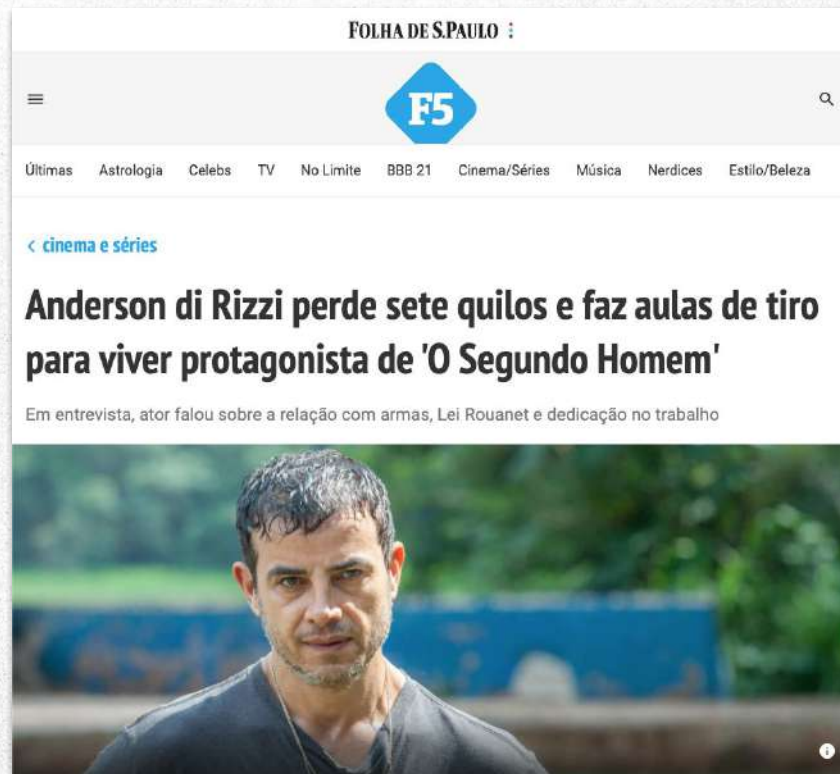 FOLHA DE S.PAULO
F5
Últimas Astrologia Celebs TV No Limite BBB 21 Cinema/Séries Música Nerdices Estilo/Beleza
< cinema e séries
Anderson di Rizzi perde sete quilos e faz aulas de tiro
para viver protagonista de 'O Segundo Homem'
Em entrevista, ator falou sobre a relação com armas, Lei Rouanet e dedicação no trabalho